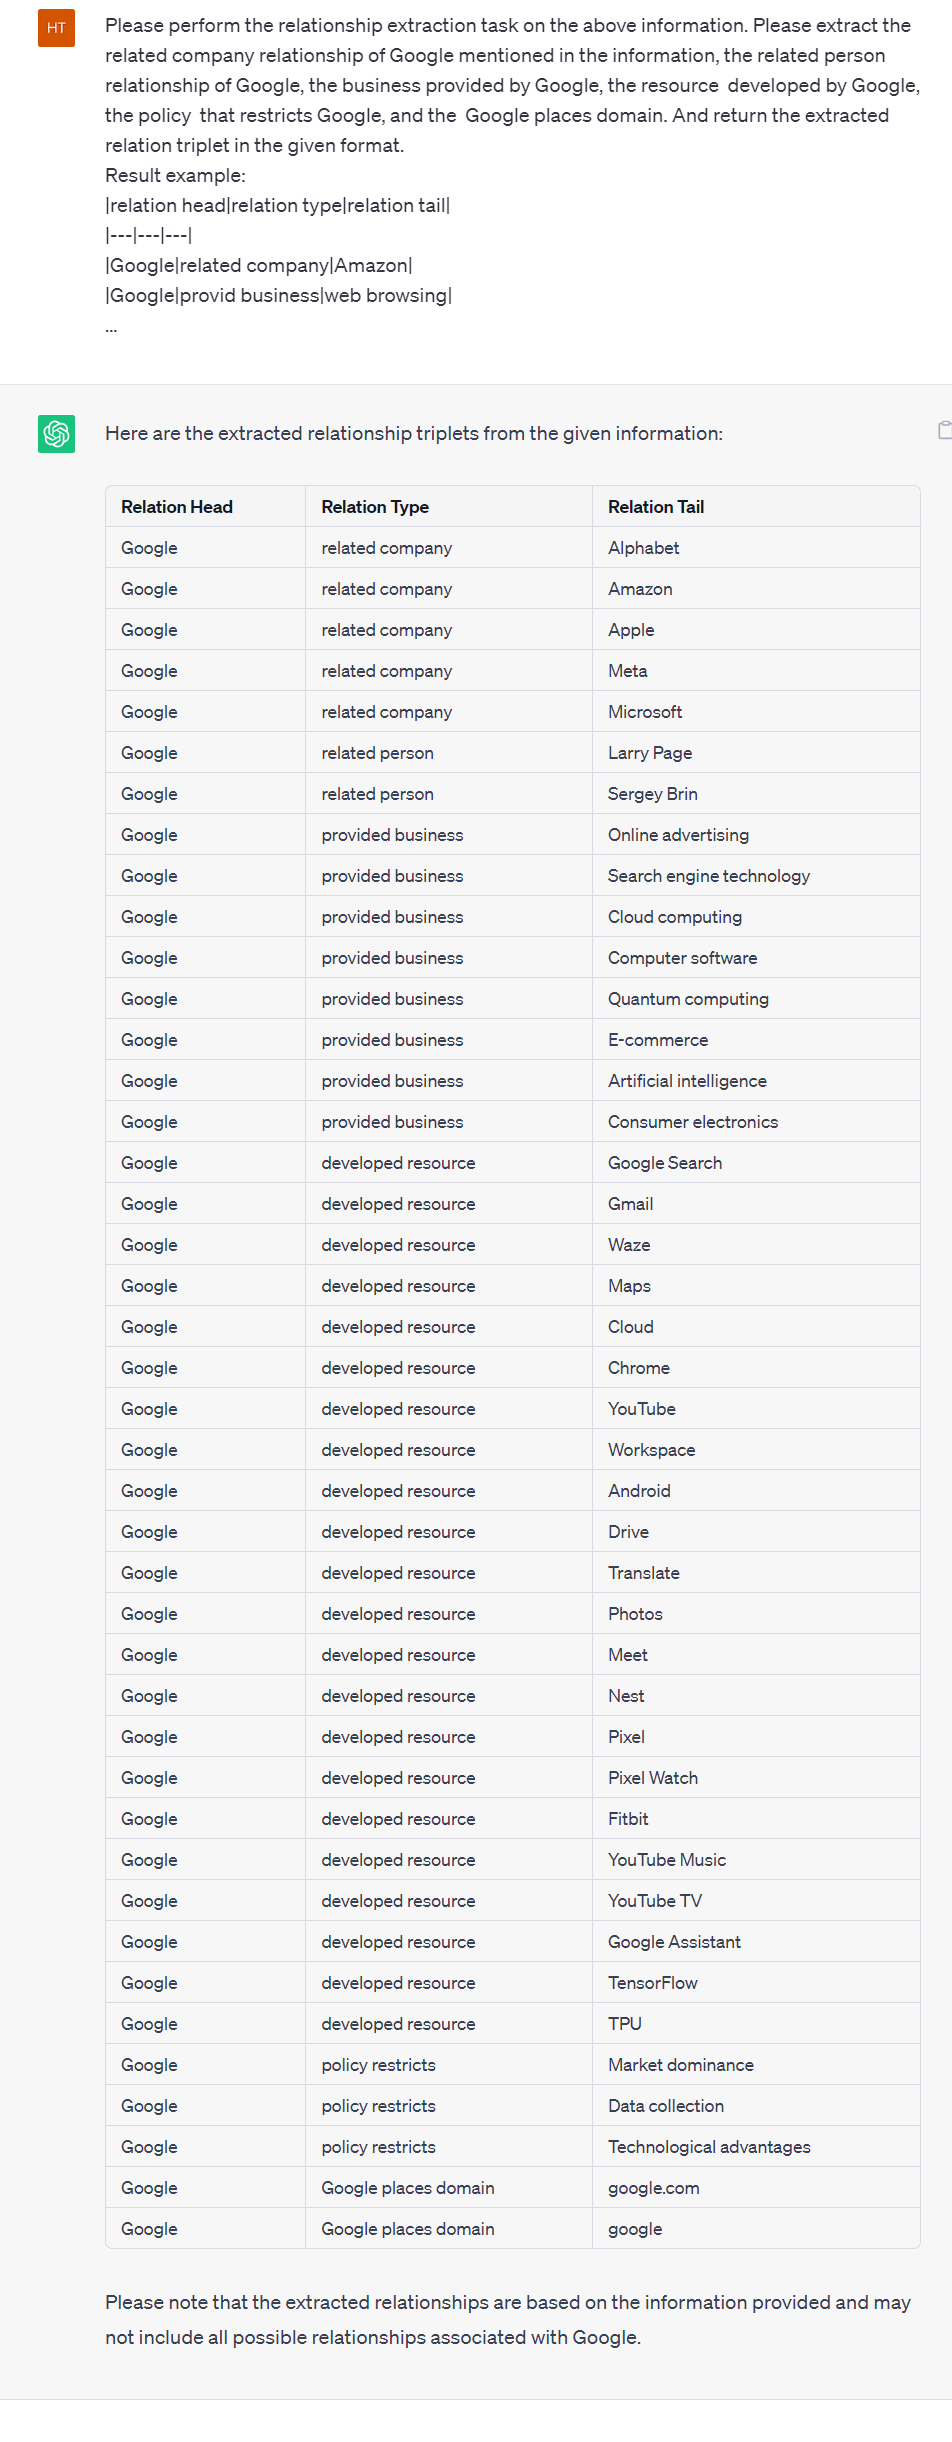 HT
Please perform the relationship extraction task on the above information. Please extract the
related company relationship of Google mentioned in the information, the related person
relationship of Google, the business provided by Google, the resource  developed by Google,
the policy  that restricts Google, and the  Google places domain. And return the extracted
relation triplet in the given format.
Result example:
|relation head|relation type|relation tail|
|---|---|---|
|Google|related company|Amazon|
|Google|provid business|web browsing|
...
Here are the extracted relationship triplets from the given information:
Relation Head Relation Type Relation Tail
Google related company Alphabet
Google related company Amazon
Google related company Apple
Google related company Meta
Google related company Microsoft
Google related person Larry Page
Google related person Sergey Brin
Google provided business Online advertising
Google provided business Search engine technology
Google provided business Cloud computing
Google provided business Computer software
Google provided business Quantum computing
Google provided business E-commerce
Google provided business Artificial intelligence
Google provided business Consumer electronics
Google developed resource Google Search
Google developed resource Gmail
Google developed resource Waze
Google developed resource Maps
Google developed resource Cloud
Google developed resource Chrome
Google developed resource YouTube
Google developed resource Workspace
Google developed resource Android
Google developed resource Drive
Google developed resource Translate
Google developed resource Photos
Google developed resource Meet
Google developed resource Nest
Google developed resource Pixel
Google developed resource Pixel Watch
Google developed resource Fitbit
Google developed resource YouTube Music
Google developed resource YouTube TV
Google developed resource Google Assistant
Google developed resource TensorFlow
Google developed resource TPU
Google policy restricts Market dominance
Google policy restricts Data collection
Google policy restricts Technological advantages
Google Google places domain google.com
Google Google places domain google
Please note that the extracted relationships are based on the information provided and may
not include all possible relationships associated with Google.